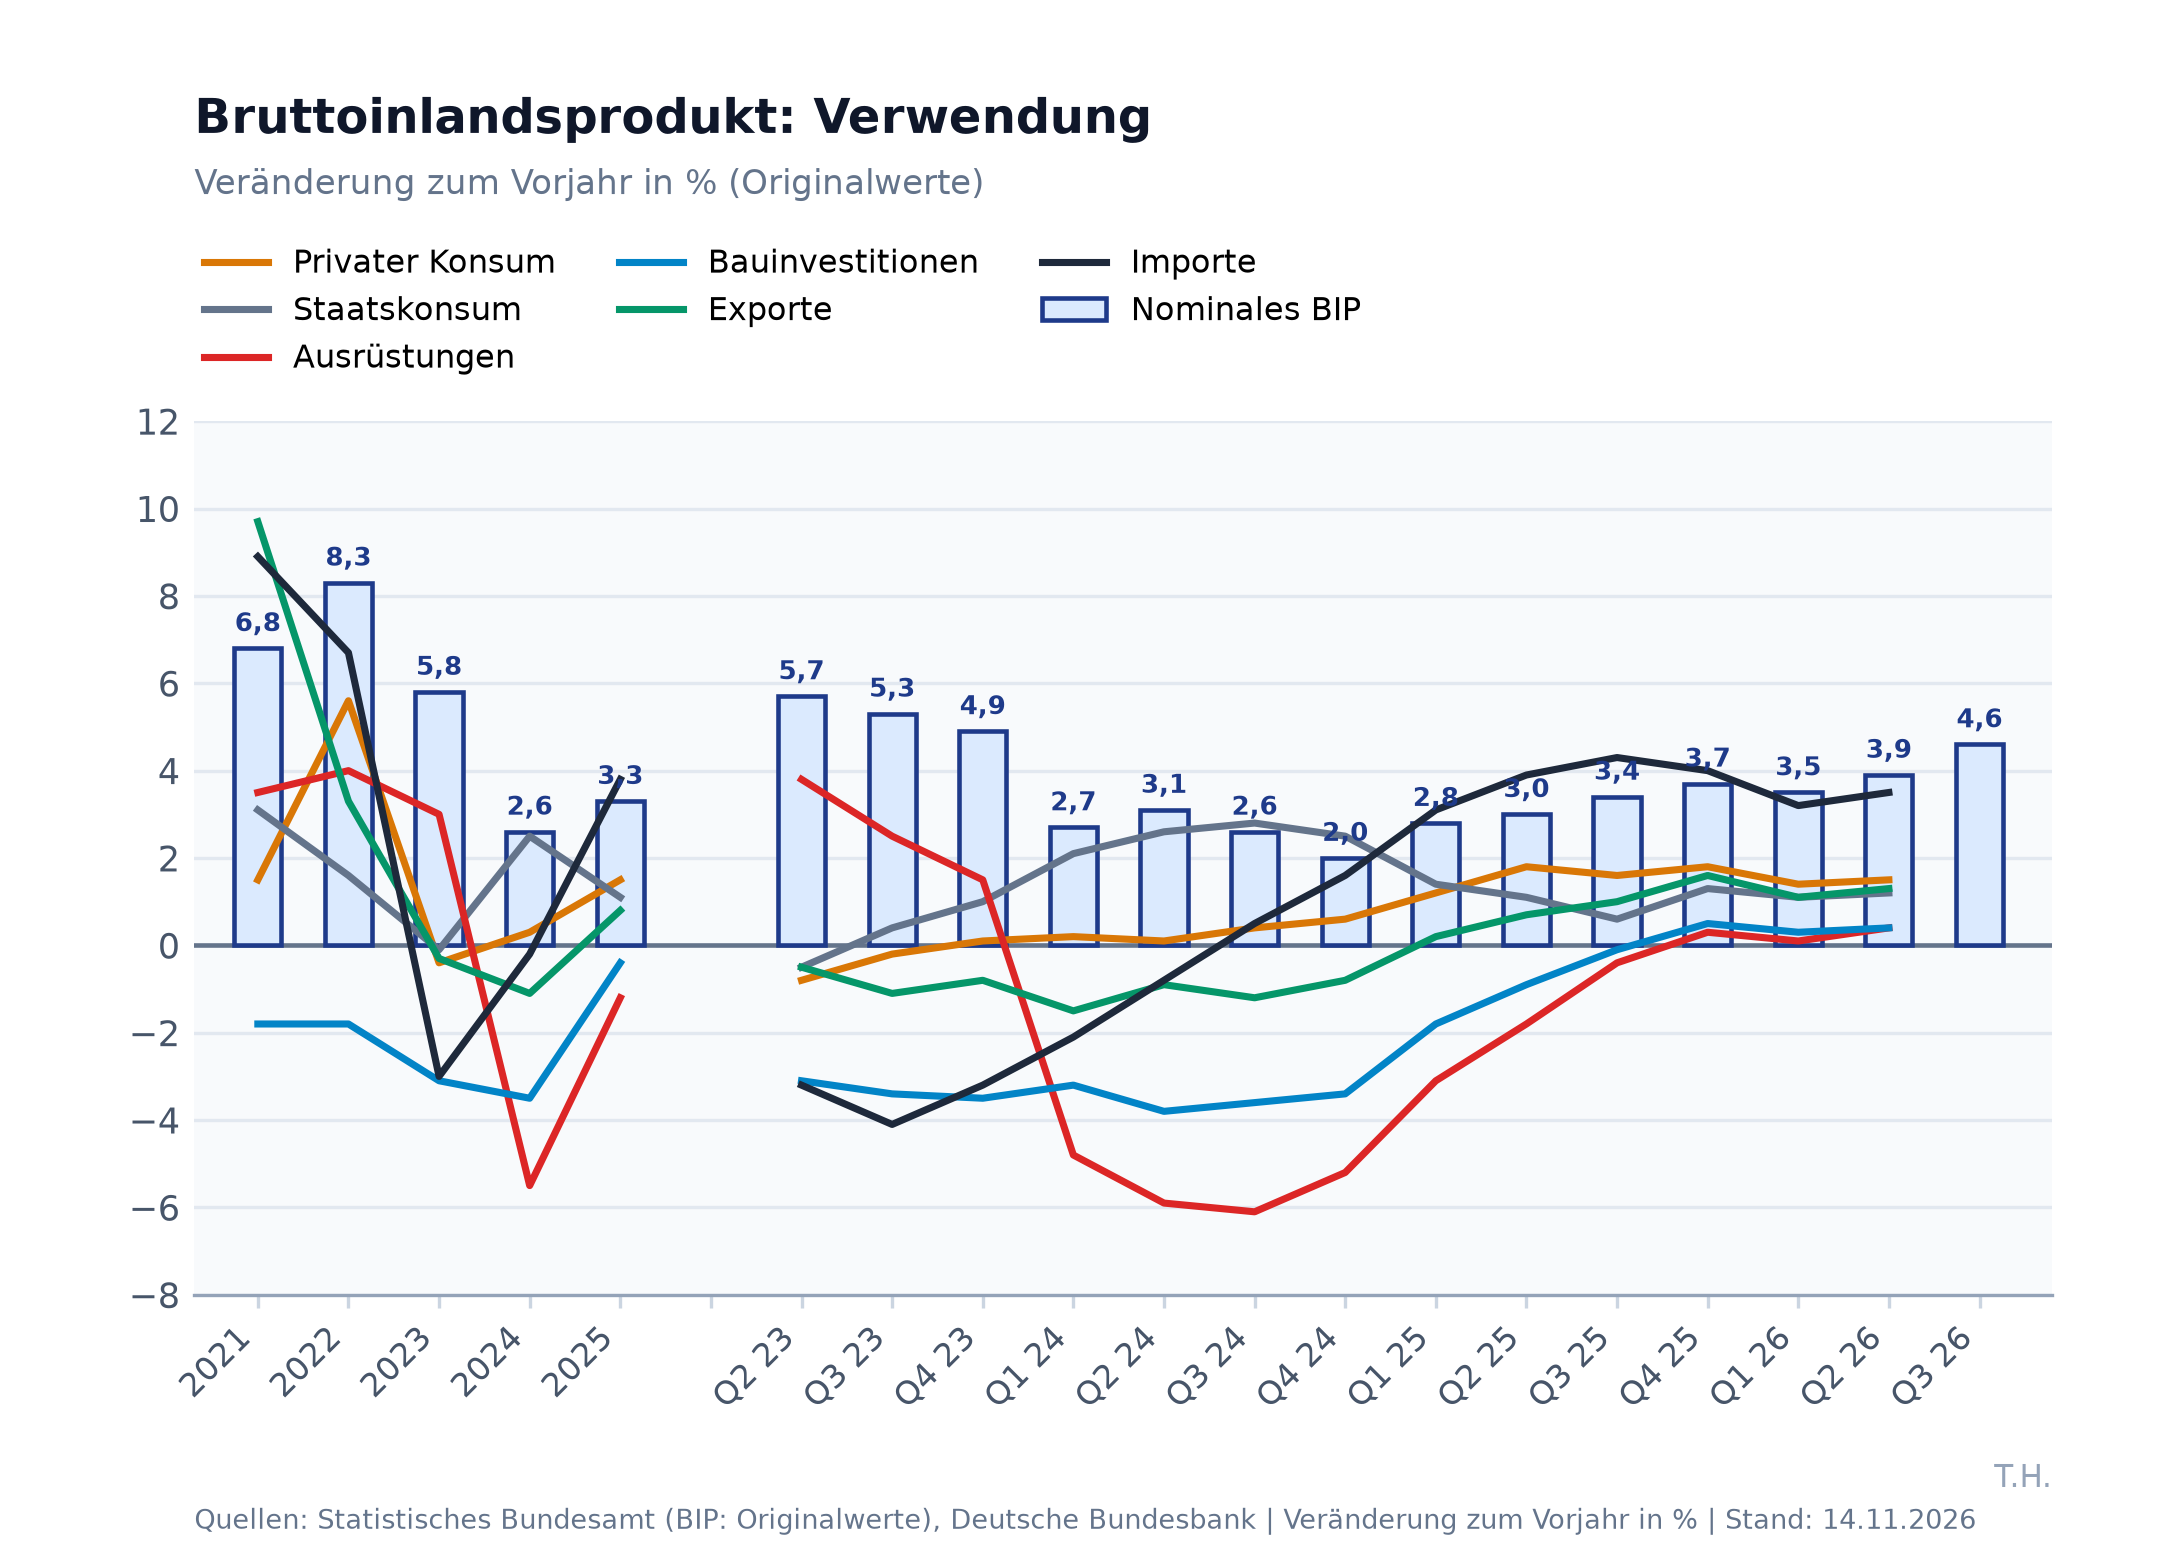 Bruttoinlandsprodukt: Verwendung
Veränderung zum Vorjahr in % (Originalwerte)
Privater Konsum Bauinvestitionen Importe
Staatskonsum Exporte Nominales BIP
Ausrüstungen
12
10
8
6
4
2
0
−2
−4
−6
−8
6,8 8,3 5,8 2,6 3,3 5,7 5,3 4,9 2,7 3,1 2,6 2,0 2,8 3,0 3,4 3,7 3,5 3,9 4,6
2021 2022 2023 2024 2025 Q2 23 Q3 23 Q4 23 Q1 24 Q2 24 Q3 24 Q4 24 Q1 25 Q2 25 Q3 25 Q4 25 Q1 26 Q2 26 Q3 26
T.H.
Quellen: Statistisches Bundesamt (BIP: Originalwerte), Deutsche Bundesbank | Veränderung zum Vorjahr in % | Stand: 14.11.2026